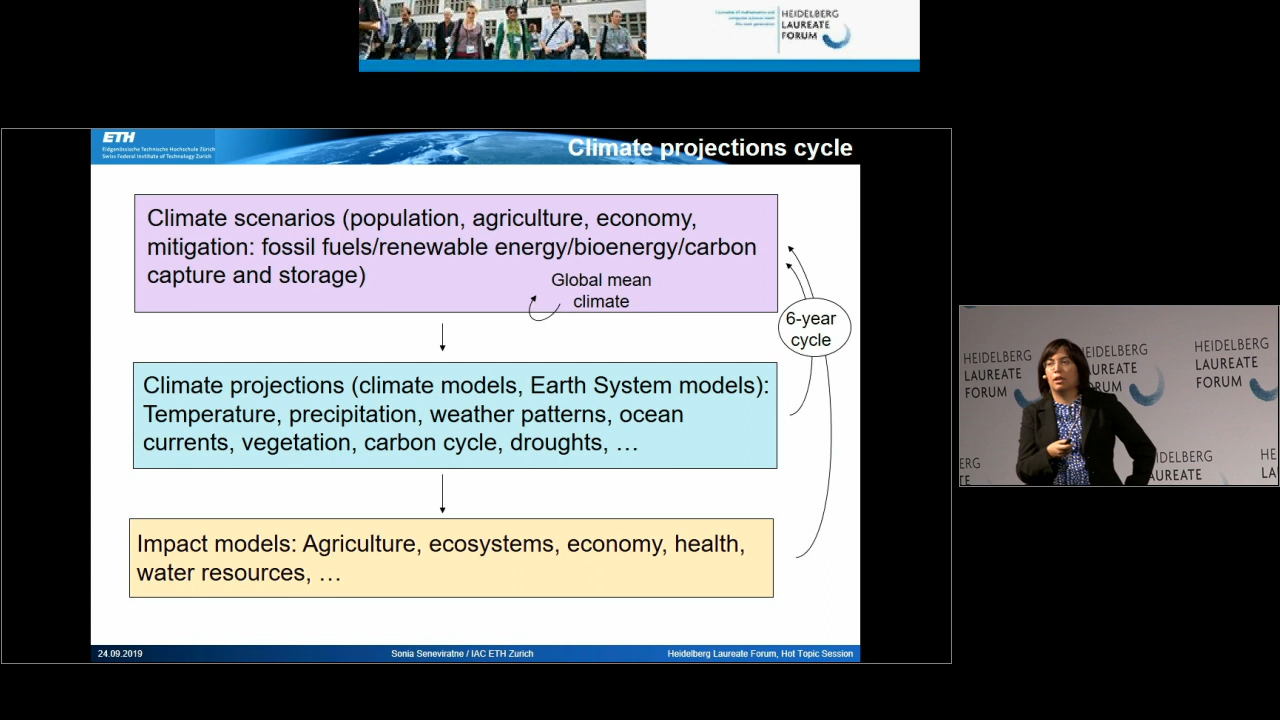 HEIDELBERG
LAUREATE
FORUM
ETH
Eidgenössische Technische Hochschule Zürich
Swiss Federal Institute of Technology Zurich
Climate projections cycle
Climate scenarios (population, agriculture, economy,
mitigation: fossil fuels/renewable energy/bioenergy/carbon
capture and storage)
Global mean
climate
6-year
cycle
Climate projections (climate models, Earth System models):
Temperature, precipitation, weather patterns, ocean
currents, vegetation, carbon cycle, droughts, …
Impact models: Agriculture, ecosystems, economy, health,
water resources, …
24.09.2019
Sonia Seneviratne / IAC ETH Zurich
Heidelberg Laureate Forum, Hot Topic Session
HEIDELBERG
LAUREATE
FORUM
HEIDELBERG
LAUREATE
FORUM
HEIDELBERG
LAUREATE
FORUM